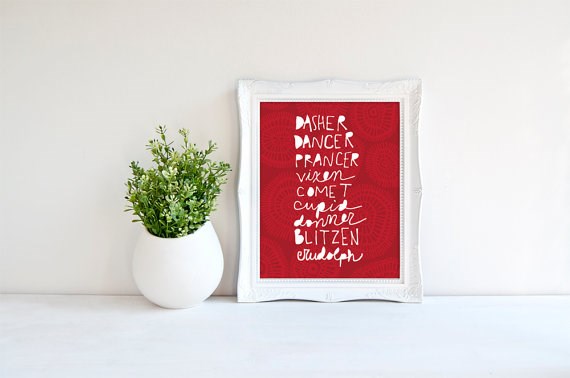 DASHER
DANCER
PRANCER
vixen
COMET
cupid
donner
BLITZEN
rudolph